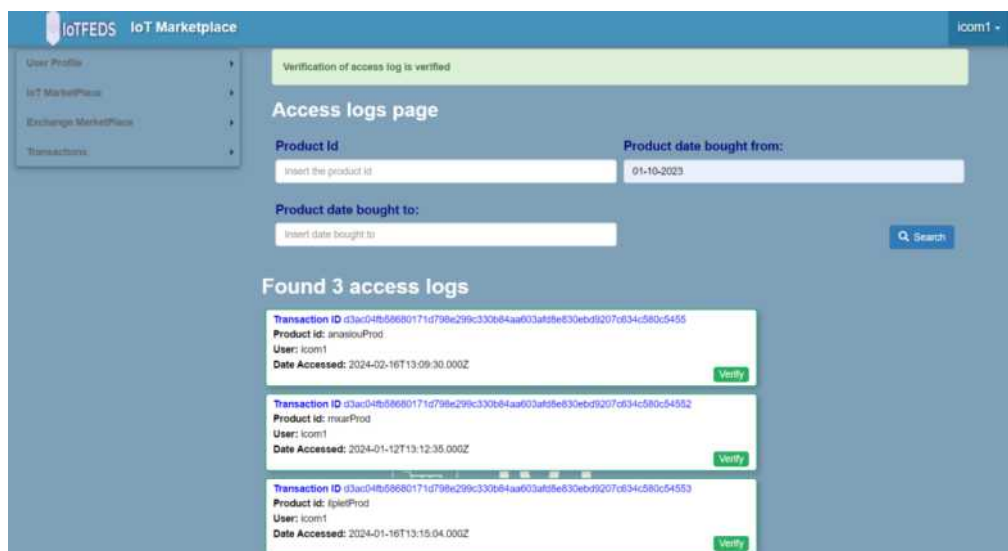 IoTFEDS IoT Marketplace
icom1
User Profile
IoT MarketPlace
Exchange MarketPlace
Transactions
Verification of access log is verified
Access logs page
Product Id
Product date bought from:
Insert the product id
01-10-2023
Product date bought to:
Insert date bought to
Search
Found 3 access logs
Transaction ID d3ac04fb58680171d798e299c330b84aa603afd8e830ebd9207c634c580c5455
Product id: anasiouProd
User: icom1
Date Accessed: 2024-02-16T13:09:30.000Z
Verify
Transaction ID d3ac04fb58680171d798e299c330b84aa603afd8e830ebd9207c634c580c54552
Product id: mxarProd
User: icom1
Date Accessed: 2024-01-12T13:12:35.000Z
Verify
Transaction ID d3ac04fb58680171d798e299c330b84aa603afd8e830ebd9207c634c580c54553
Product id: ilpletProd
User: icom1
Date Accessed: 2024-01-16T13:15:04.000Z
Verify